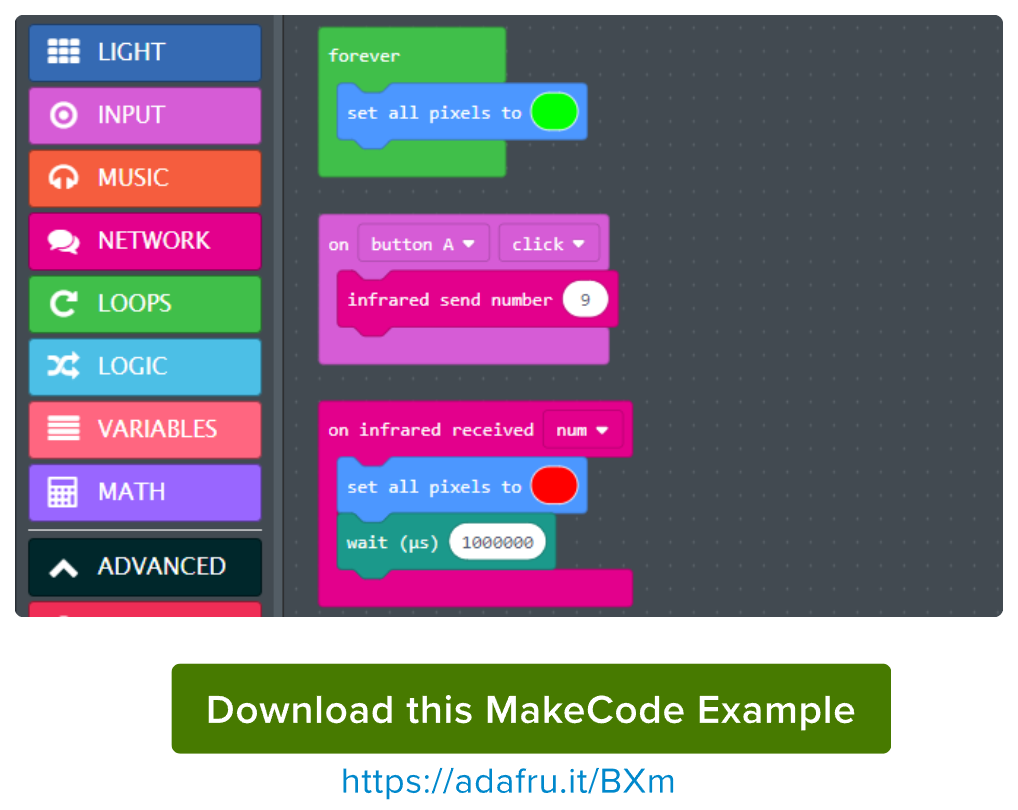 LIGHT
INPUT
MUSIC
NETWORK
LOOPS
LOGIC
VARIABLES
MATH
ADVANCED
forever
set all pixels to
on button A click
infrared send number 9
on infrared received num
set all pixels to
wait (µs) 1000000
Download this MakeCode Example
https://adafru.it/BXm